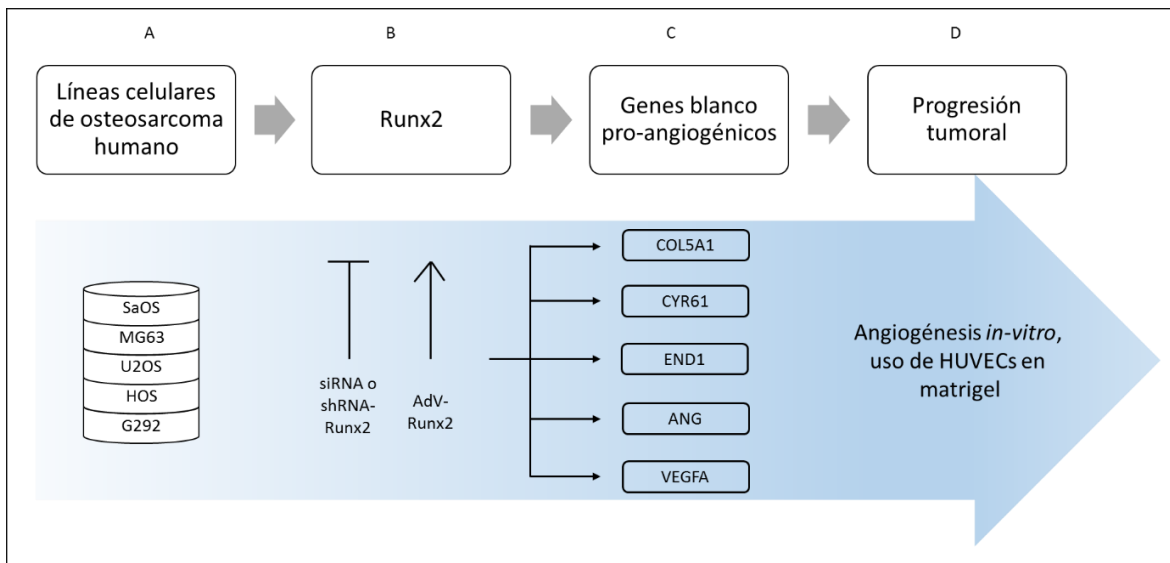 A
B
C
D
Líneas celulares
de osteosarcoma
humano
Runx2
Genes blanco
pro-angiogénicos
Progresión
tumoral
SaOS
MG63
U2OS
HOS
G292
siRNA o
shRNA-
Runx2
AdV-
Runx2
COL5A1
CYR61
END1
ANG
VEGFA
Angiogénesis in-vitro,
uso de HUVECs en
matrigel